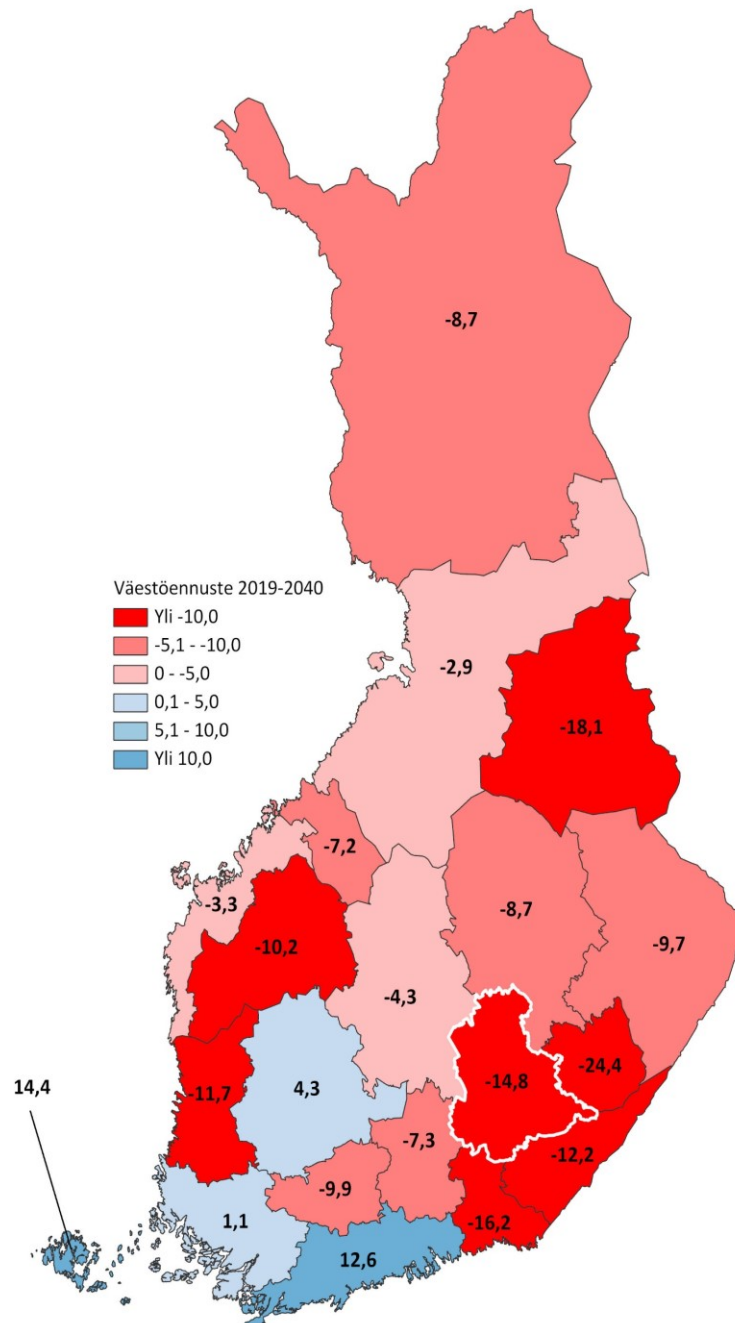 -8,7
Väestöennuste 2019-2040
Yli -10,0
-5,1 - -10,0
0 - -5,0
0,1 - 5,0
5,1 - 10,0
Yli 10,0
-2,9
-18,1
-7,2
-3,3
-8,7
-10,2
-9,7
-4,3
-24,4
14,4
-11,7
4,3
-14,8
-7,3
-12,2
-9,9
1,1
-16,2
12,6